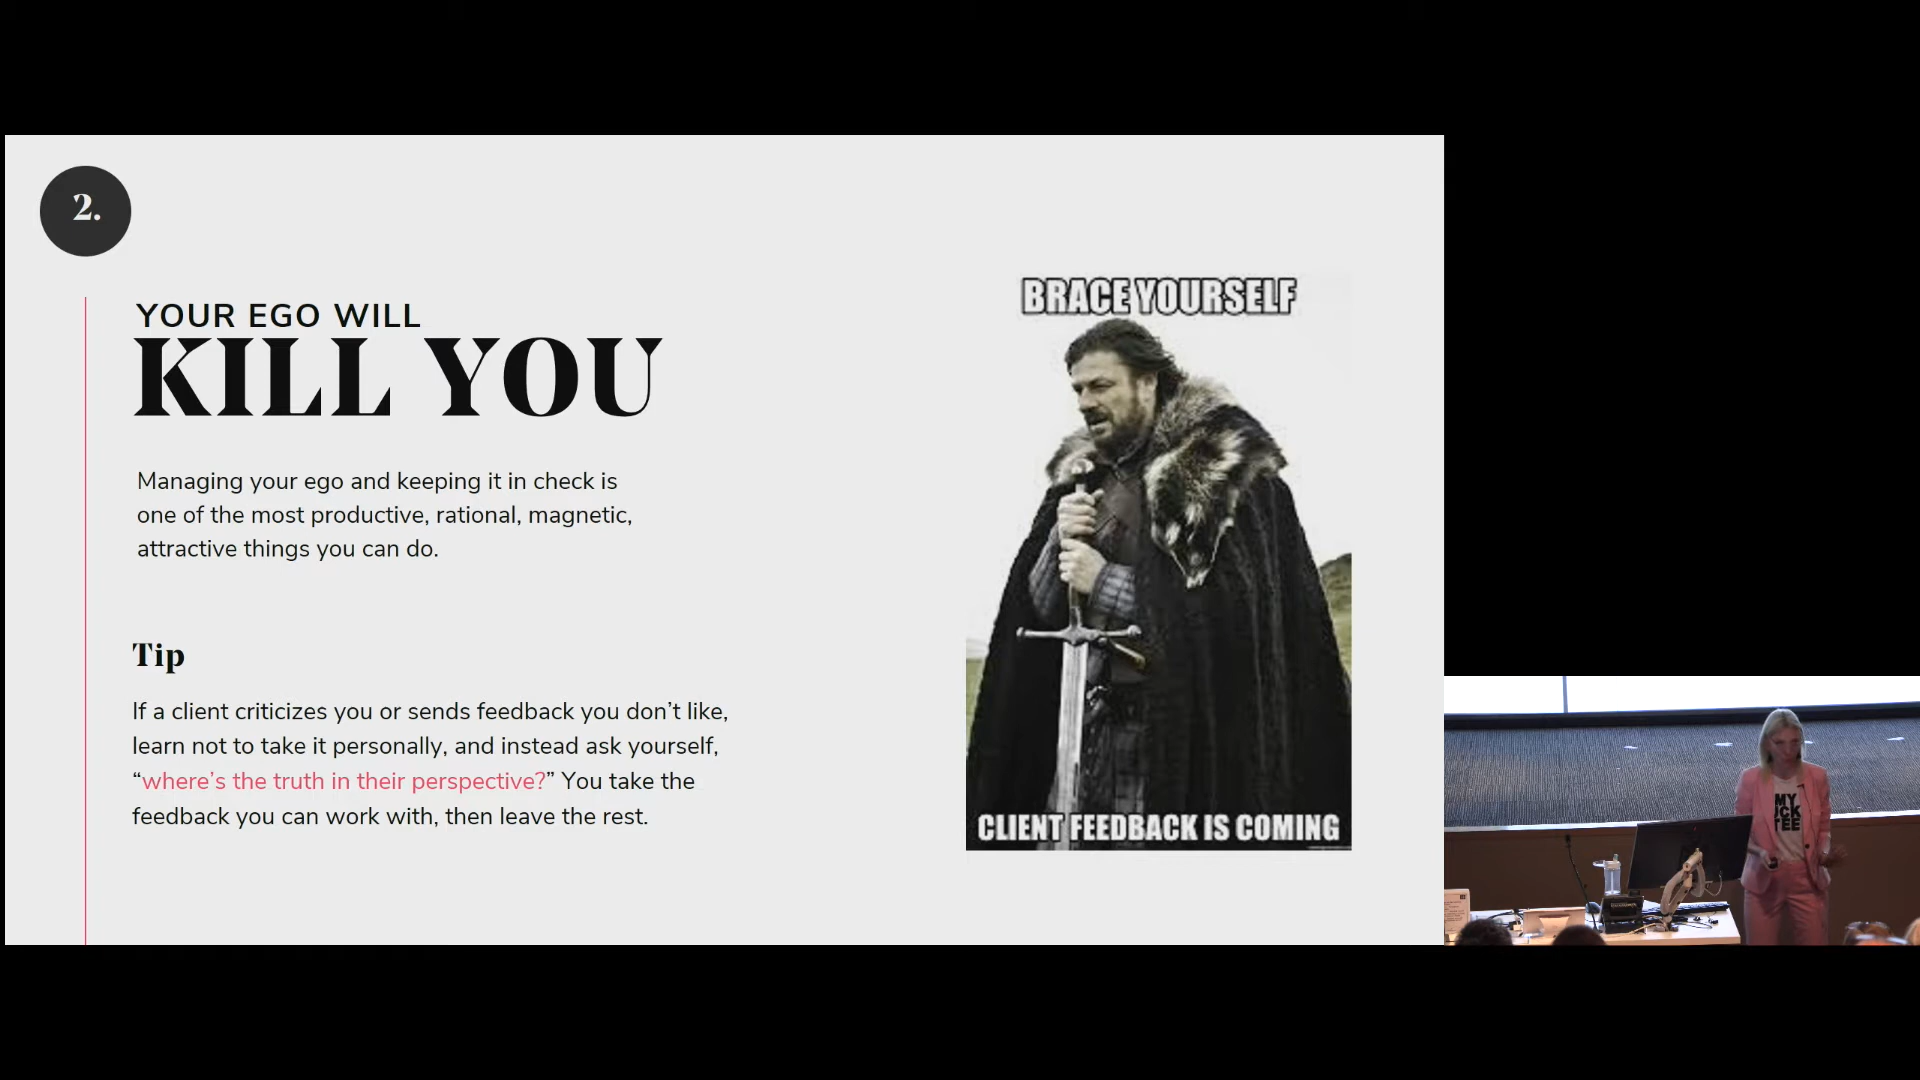 2.
YOUR EGO WILL
KILL YOU
Managing your ego and keeping it in check is
one of the most productive, rational, magnetic,
attractive things you can do.
Tip
If a client criticizes you or sends feedback you don’t like,
learn not to take it personally, and instead ask yourself,
“where’s the truth in their perspective?” You take the
feedback you can work with, then leave the rest.
BRACE YOURSELF
CLIENT FEEDBACK IS COMING
MY